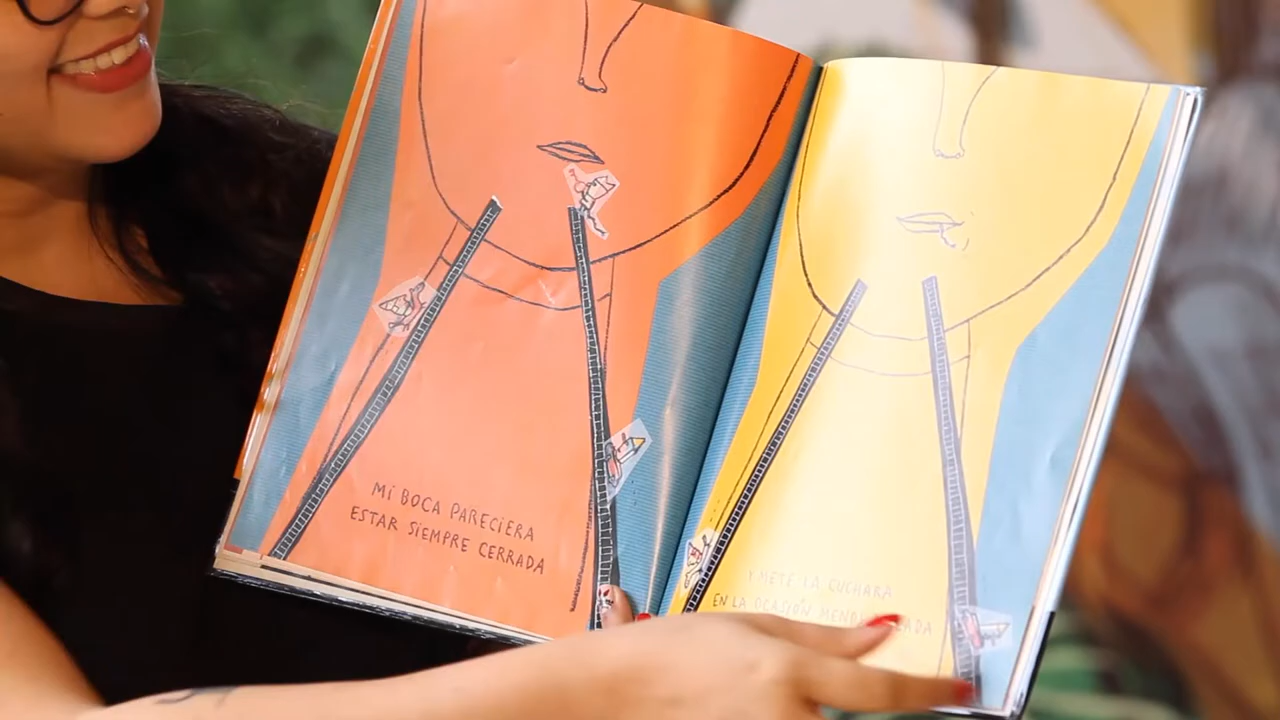 MI BOCA PARECIERA
ESTAR SIEMPRE CERRADA
Y METE LA CUCHARA
EN LA OCASIÓN